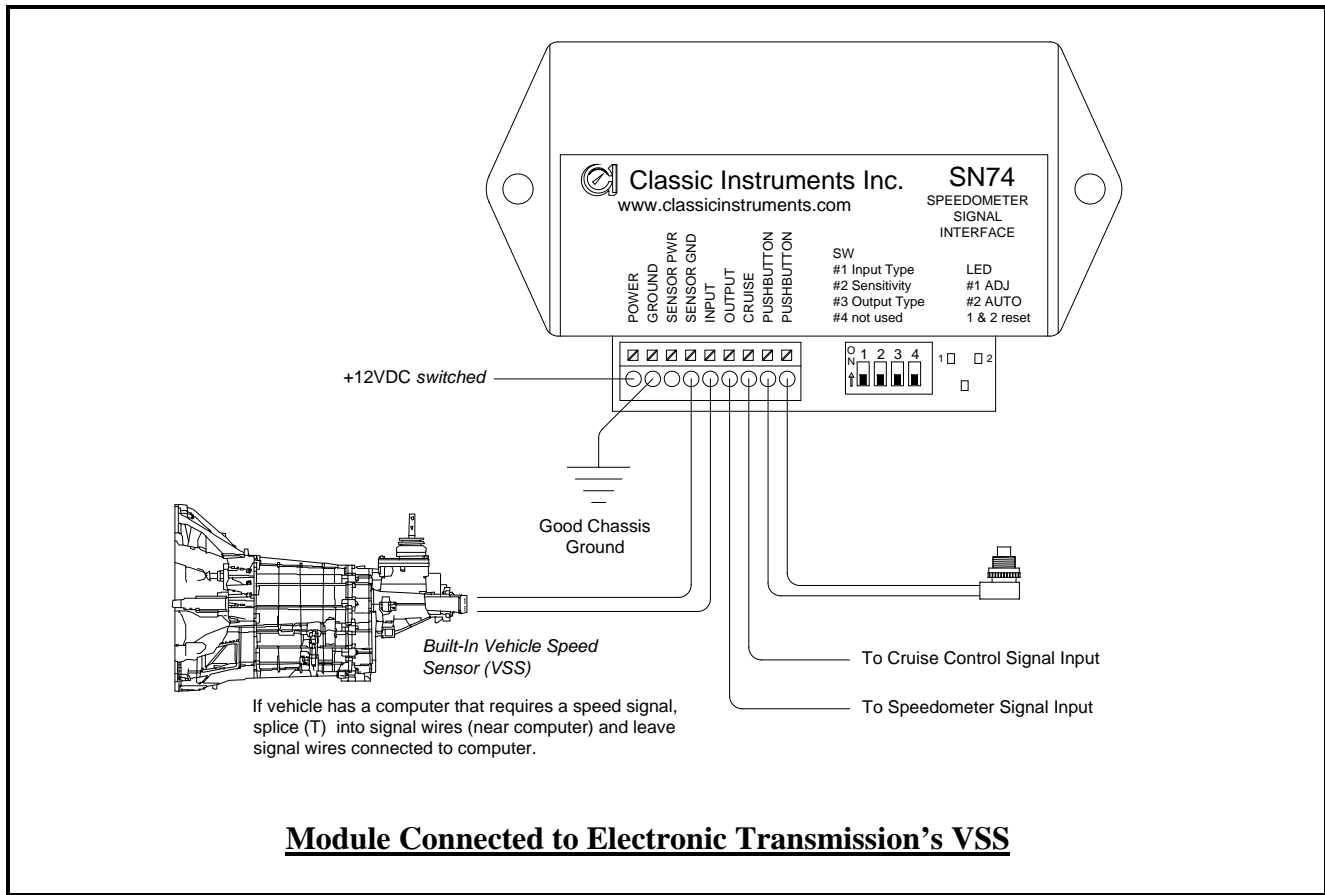 Classic Instruments Inc.
www.classicinstruments.com
SN74
SPEEDOMETER
SIGNAL
INTERFACE
POWER
GROUND
SENSOR PWR
SENSOR GND
INPUT
OUTPUT
CRUISE
PUSHBUTTON
PUSHBUTTON
SW
#1 Input Type
#2 Sensitivity
#3 Output Type
#4 not used
LED
#1 ADJ
#2 AUTO
1 & 2 reset
ON
1 2 3 4
1
2
+12VDC switched
Good Chassis
Ground
Built-In Vehicle Speed
Sensor (VSS)
If vehicle has a computer that requires a speed signal,
splice (T) into signal wires (near computer) and leave
signal wires connected to computer.
To Cruise Control Signal Input
To Speedometer Signal Input
Module Connected to Electronic Transmission's VSS